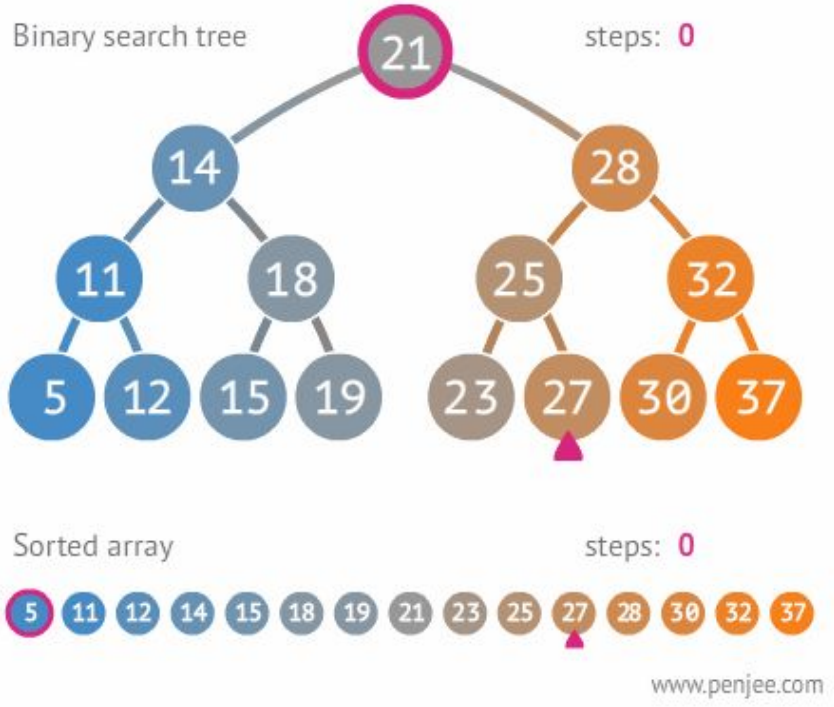 Binary search tree steps: 0
21
14 28
11 18 25 32
5 12 15 19 23 27 30 37
Sorted array steps: 0
5 11 12 14 15 18 19 21 23 25 27 28 30 32 37
www.penjee.com